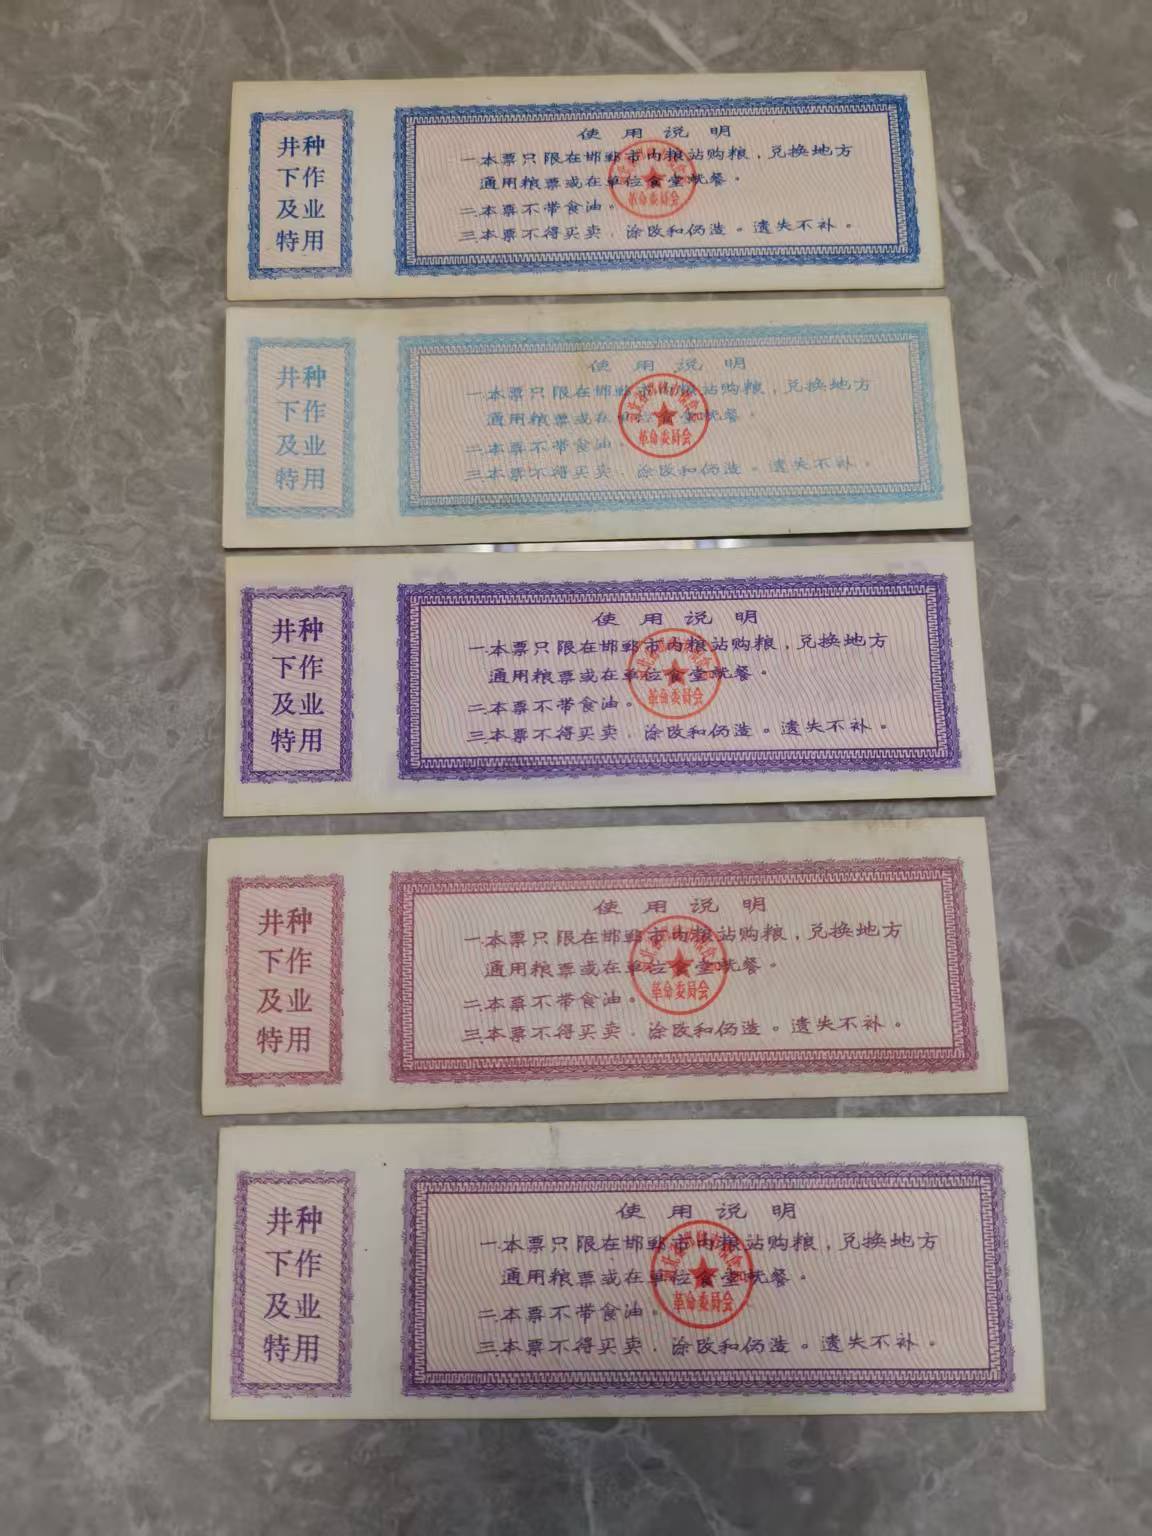 井下及特
种作业用
使用说明
一.本票只限在邯郸市内粮站购粮，兑换地方
通用粮票或在单位食堂就餐。
二.本票不带食油。
三.本票不得买卖、涂改和伪造。遗失不补。
革命委员会
井下及特
种作业用
使用说明
一.本票只限在邯郸市内粮站购粮，兑换地方
通用粮票或在单位食堂就餐。
二.本票不带食油。
三.本票不得买卖、涂改和伪造。遗失不补。
革命委员会
井下及特
种作业用
使用说明
一.本票只限在邯郸市内粮站购粮，兑换地方
通用粮票或在单位食堂就餐。
二.本票不带食油。
三.本票不得买卖、涂改和伪造。遗失不补。
革命委员会
井下及特
种作业用
使用说明
一.本票只限在邯郸市内粮站购粮，兑换地方
通用粮票或在单位食堂就餐。
二.本票不带食油。
三.本票不得买卖、涂改和伪造。遗失不补。
革命委员会
井下及特
种作业用
使用说明
一.本票只限在邯郸市内粮站购粮，兑换地方
通用粮票或在单位食堂就餐。
二.本票不带食油。
三.本票不得买卖、涂改和伪造。遗失不补。
革命委员会